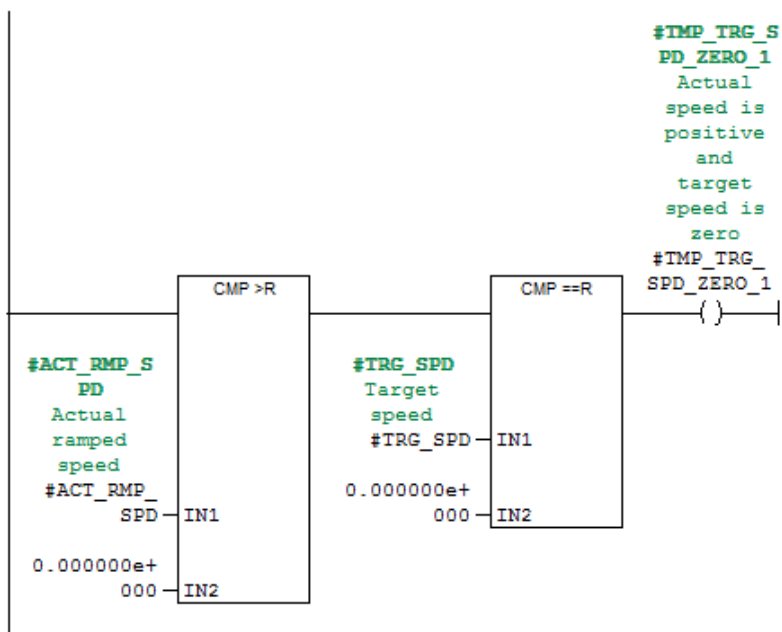 #TMP_TRG_S
PD_ZERO_1
Actual
speed is
positive
and
target
speed is
zero
#TMP_TRG_
SPD_ZERO_1
CMP >R
CMP ==R
( )
#ACT_RMP_S
PD
Actual
ramped
speed
#ACT_RMP_
SPD
IN1
0.000000e+
000
IN2
#TRG_SPD
Target
speed
#TRG_SPD
IN1
0.000000e+
000
IN2